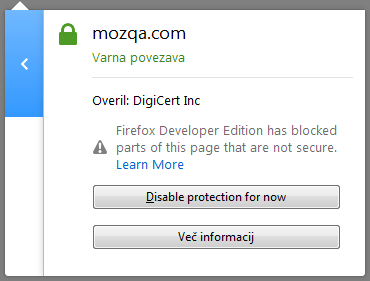 mozqa.com
Varna povezava
Overil: DigiCert Inc
Firefox Developer Edition has blocked
parts of this page that are not secure.
Learn More
Disable protection for now
Več informacij